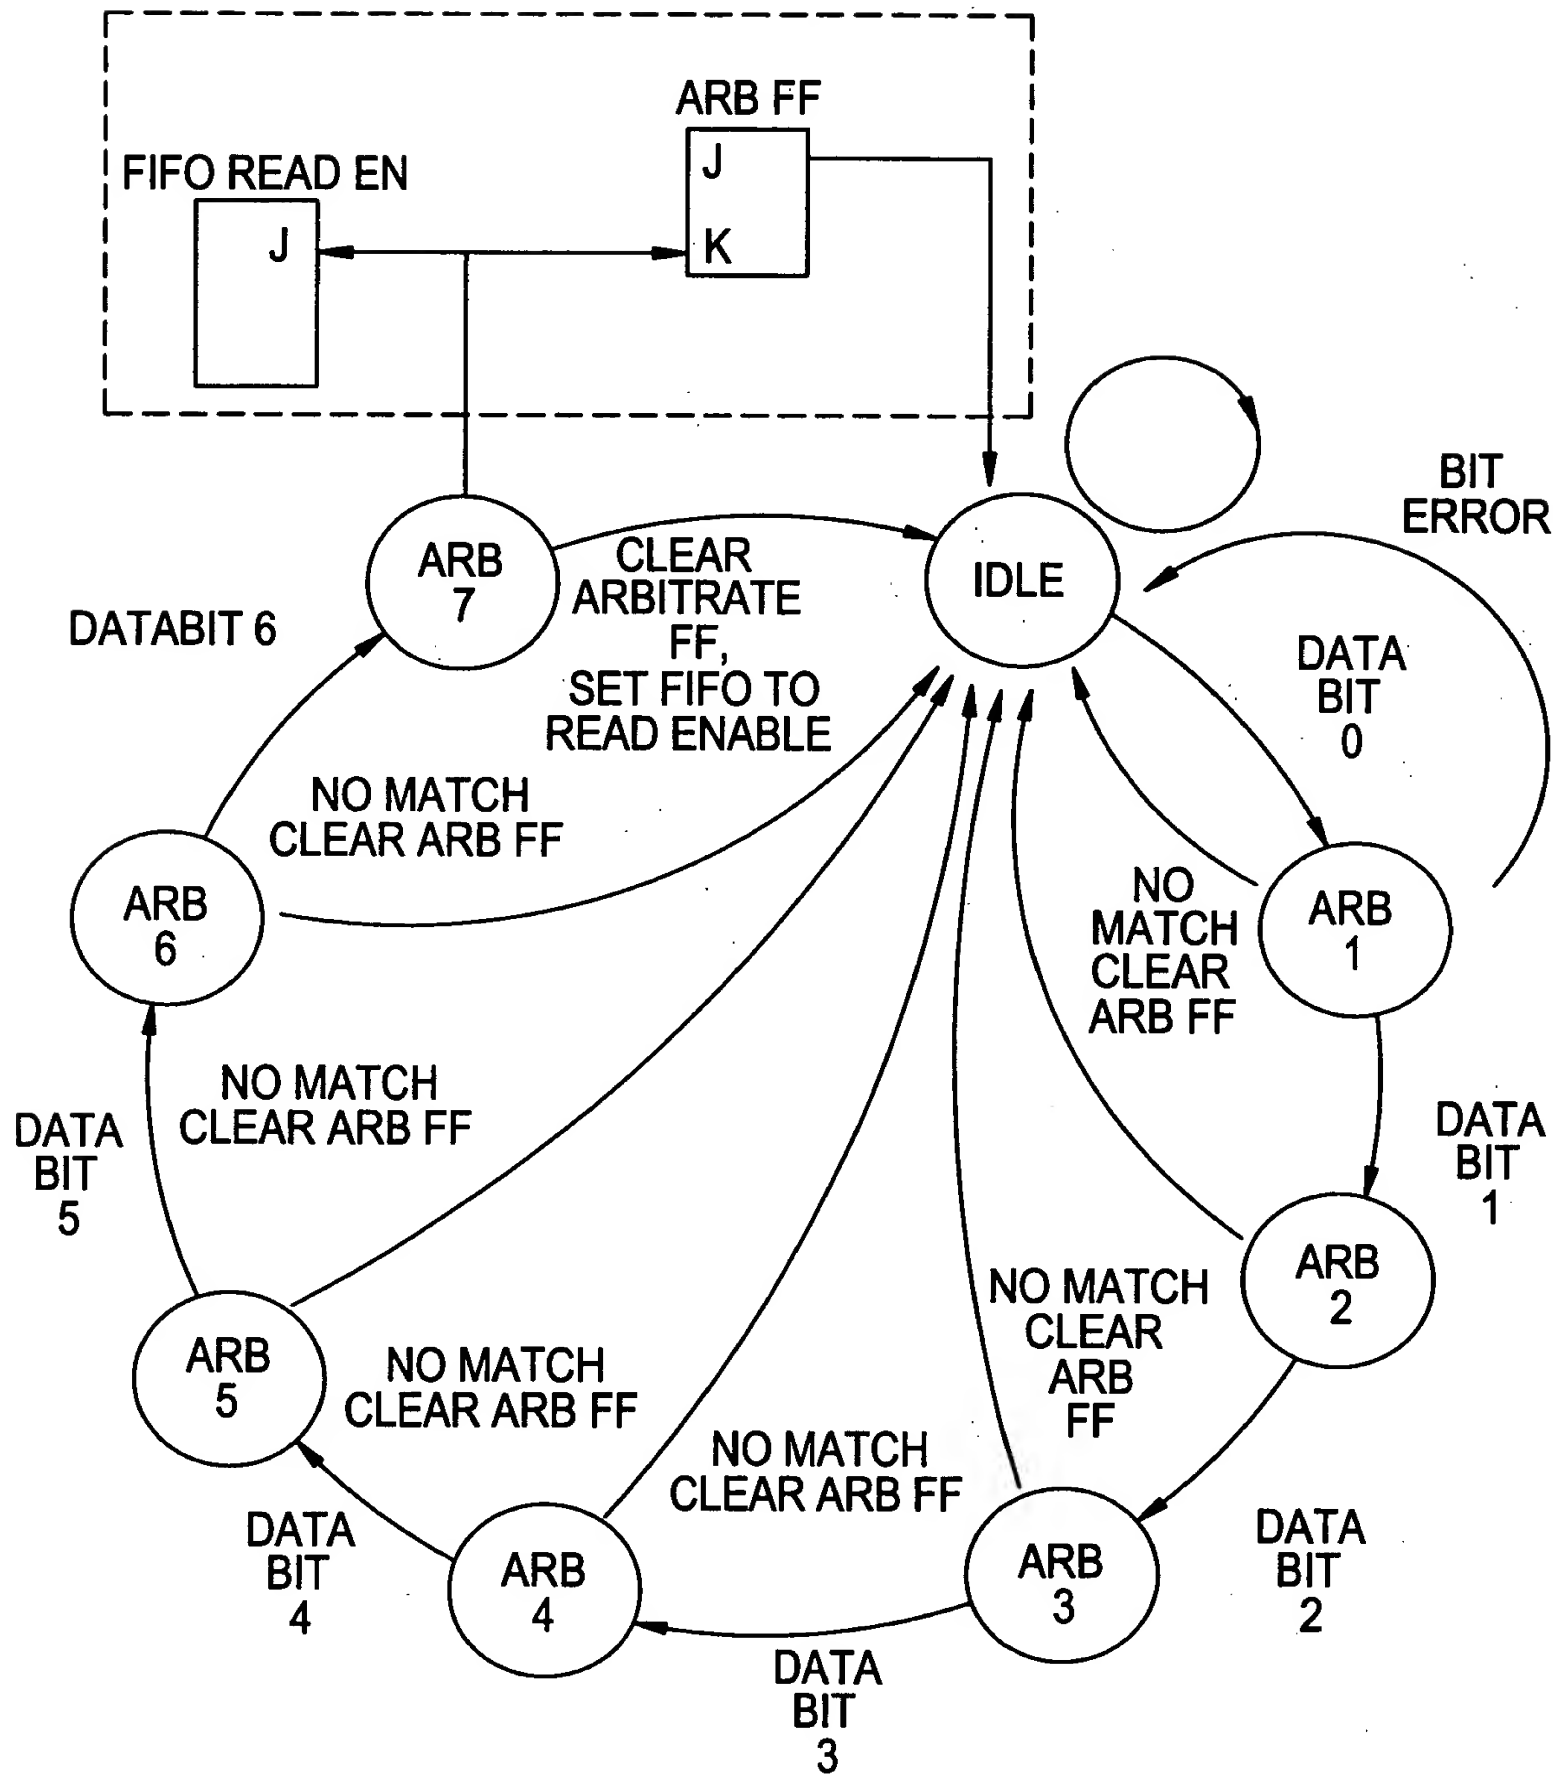 ARB FF
J
K
FIFO READ EN
J
BIT
ERROR
ARB
7
CLEAR
ARBITRATE
FF,
SET FIFO TO
READ ENABLE
IDLE
DATABIT 6
DATA
BIT
0
NO MATCH
CLEAR ARB FF
ARB
6
NO
MATCH
CLEAR
ARB FF
ARB
1
NO MATCH
CLEAR ARB FF
DATA
BIT
5
DATA
BIT
1
ARB
2
NO MATCH
CLEAR
ARB
FF
ARB
5
NO MATCH
CLEAR ARB FF
NO MATCH
CLEAR ARB FF
DATA
BIT
4
ARB
4
ARB
3
DATA
BIT
2
DATA
BIT
3